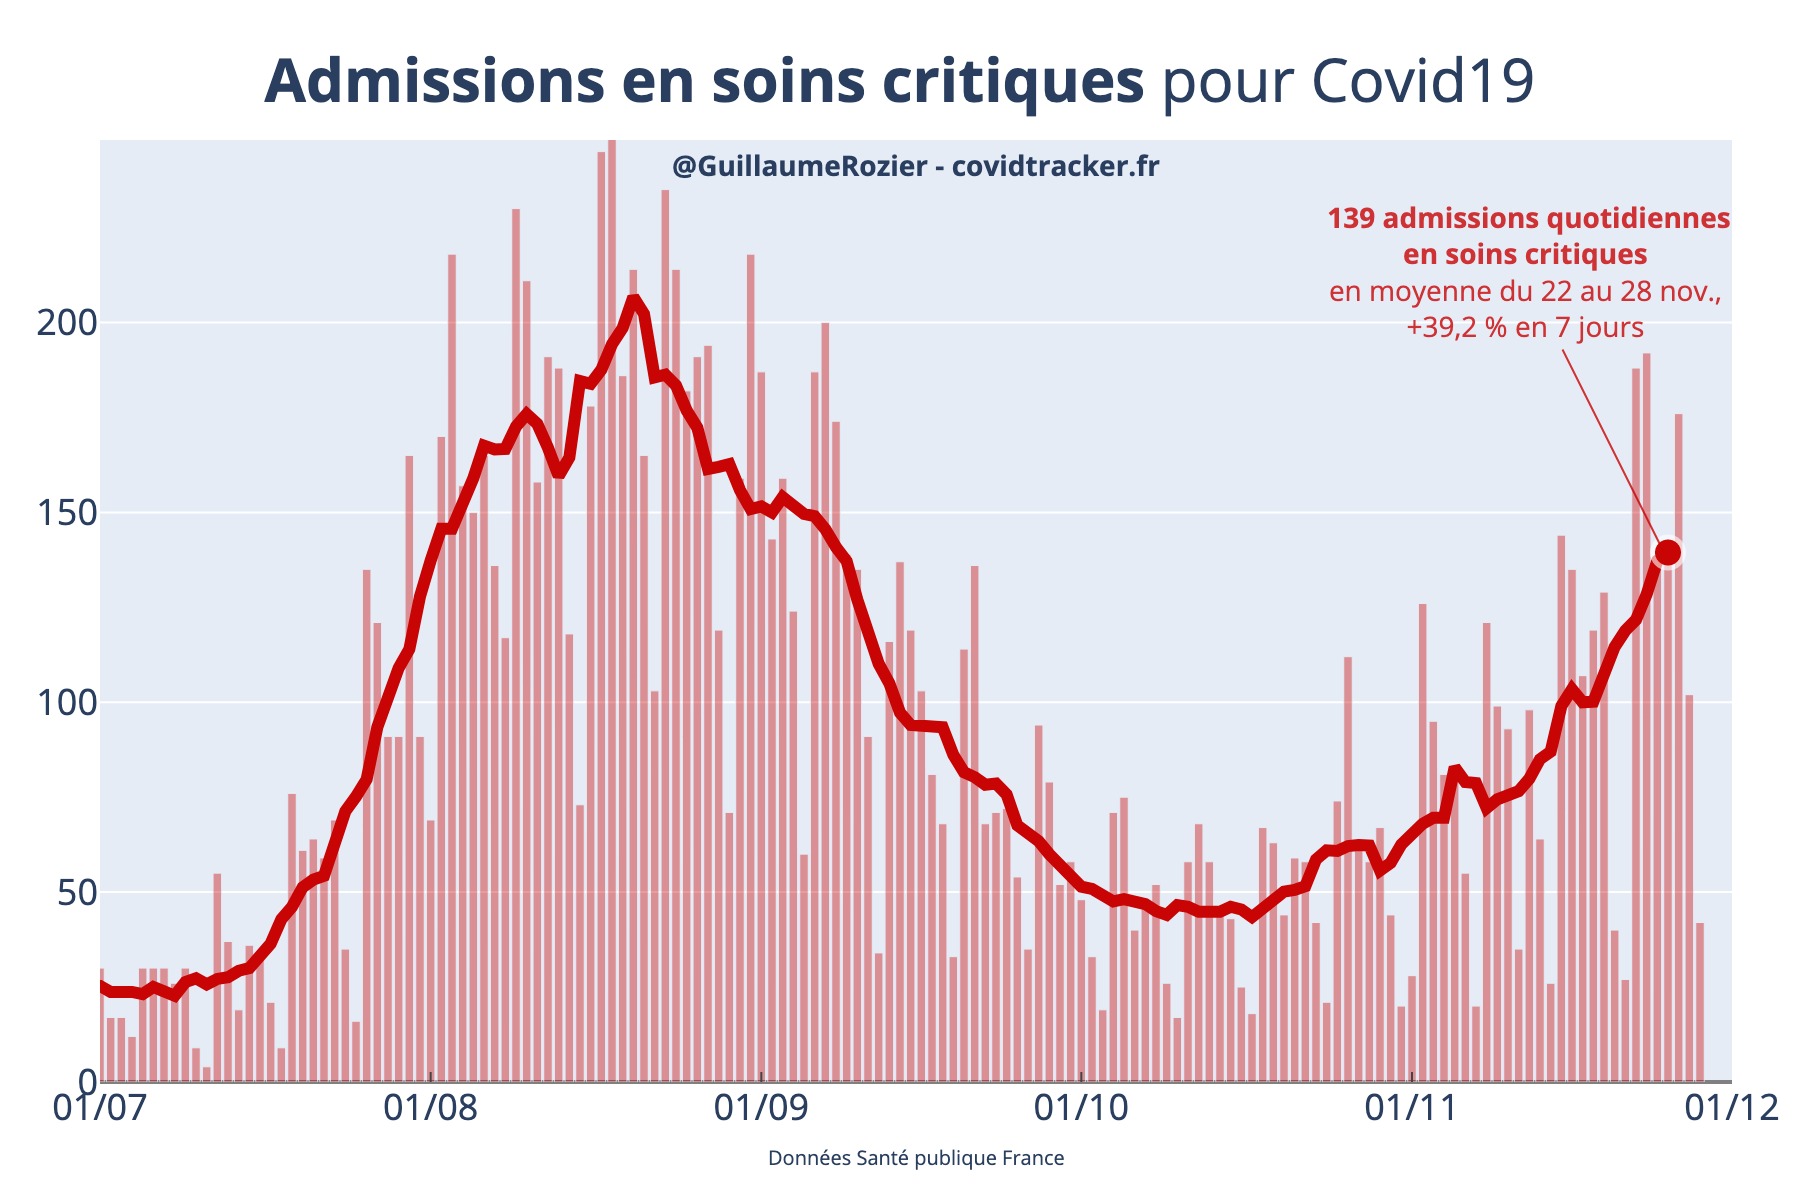 Admissions en soins critiques pour Covid19
@GuillaumeRozier - covidtracker.fr
139 admissions quotidiennes
en soins critiques
en moyenne du 22 au 28 nov.,
+39,2 % en 7 jours
200
150
100
50
0
01/07 01/08 01/09 01/10 01/11 01/12
Données Santé publique France